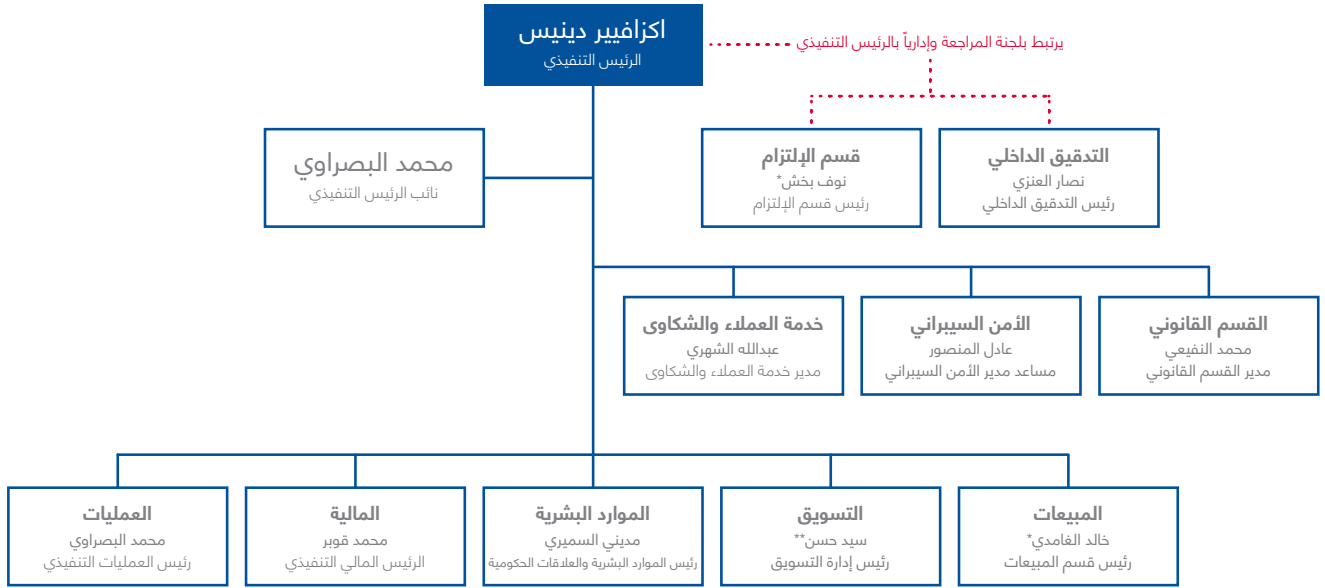 اكزافيير دينيس
الرئيس التنفيذي
يرتبط بلجنة المراجعة وإدارياً بالرئيس التنفيذي
التدقيق الداخلي
نصار العنزي
رئيس التدقيق الداخلي
قسم الإلتزام
نوف بخش*
رئيس قسم الإلتزام
محمد البصراوي
نائب الرئيس التنفيذي
القسم القانوني
محمد النفيعي
مدير القسم القانوني
الأمن السيبراني
عادل المنصور
مساعد مدير الأمن السيبراني
خدمة العملاء والشكاوى
عبدالله الشهري
مدير خدمة العملاء والشكاوى
المبيعات
خالد الغامدي*
رئيس قسم المبيعات
التسويق
سيد حسن**
رئيس إدارة التسويق
الموارد البشرية
مديني السميري
رئيس الموارد البشرية والعلاقات الحكومية
المالية
محمد قوبر
الرئيس المالي التنفيذي
العمليات
محمد البصراوي
رئيس العمليات التنفيذي